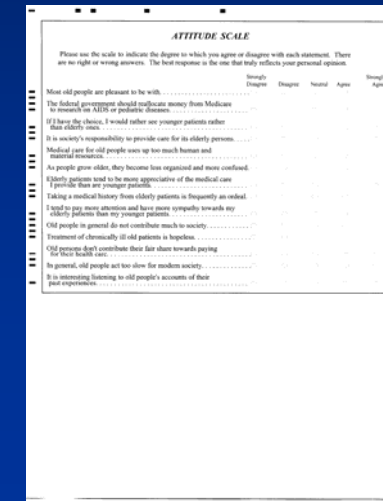 ATTITUDE SCALE
Please use the scale to indicate the degree to which you agree or disagree with each statement. There
are no right or wrong answers. The best response is the one that truly reflects your personal opinion.
Strongly Disagree Disagree Neutral Agree Strongly Agree
Most old people are pleasant to be with.
The federal government should reallocate money from Medicare
to research on AIDS or pediatric diseases.
If I have the choice, I would rather see younger patients rather
than elderly ones.
It is society's responsibility to provide care for its elderly persons.
Medical care for old people uses up too much human and
material resources.
As people grow older, they become less organized and more confused.
Elderly patients tend to be more appreciative of the medical care
I provide than are younger patients.
Taking a medical history from elderly patients is frequently an ordeal.
I tend to pay more attention and have more sympathy towards my
elderly patients than my younger patients.
Old people in general do not contribute much to society.
Treatment of chronically ill old patients is hopeless.
Old persons don't contribute their fair share towards paying
for their health care.
In general, old people act too slow for modern society.
It is interesting listening to old people's accounts of their
past experiences.